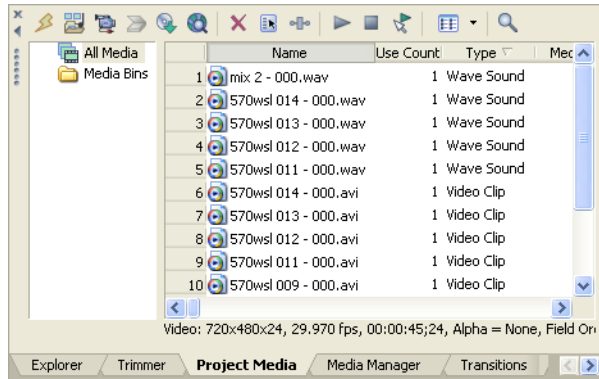 All Media
Media Bins
Name Use Count Type Med
1 mix 2 - 000.wav 1 Wave Sound
2 570wsl 014 - 000.wav 1 Wave Sound
3 570wsl 013 - 000.wav 1 Wave Sound
4 570wsl 012 - 000.wav 1 Wave Sound
5 570wsl 011 - 000.wav 1 Wave Sound
6 570wsl 014 - 000.avi 1 Video Clip
7 570wsl 013 - 000.avi 1 Video Clip
8 570wsl 012 - 000.avi 1 Video Clip
9 570wsl 011 - 000.avi 1 Video Clip
10 570wsl 009 - 000.avi 1 Video Clip
Video: 720x480x24, 29.970 fps, 00:00:45;24, Alpha = None, Field Or
Explorer Trimmer Project Media Media Manager Transitions